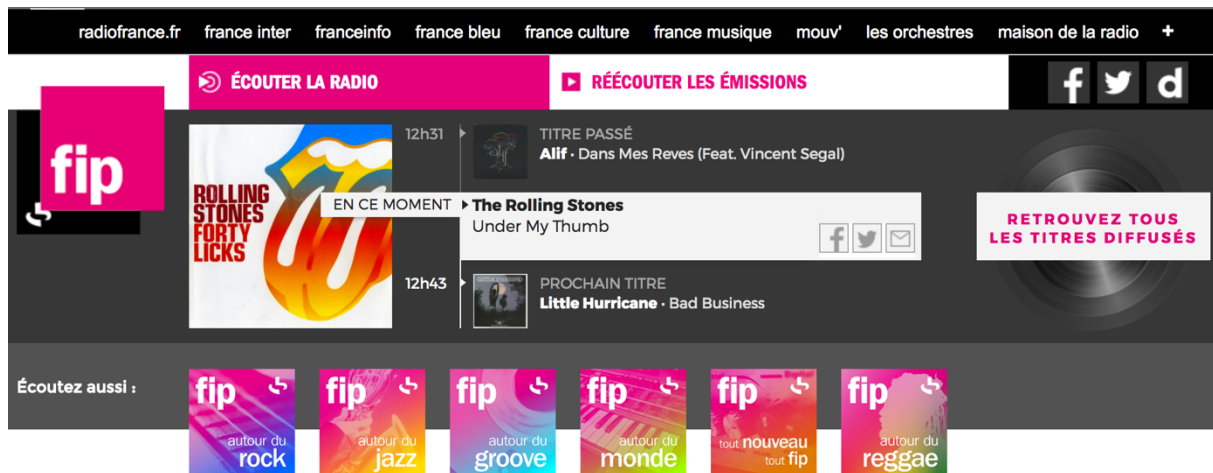 radiofrance.fr france inter franceinfo france bleu france culture france musique mouv' les orchestres maison de la radio +
ÉCOUTER LA RADIO
RÉÉCOUTER LES ÉMISSIONS
fip
ROLLING
STONES
FORTY
LICKS
12h31
TITRE PASSÉ
Alif · Dans Mes Reves (Feat. Vincent Segal)
EN CE MOMENT
The Rolling Stones
Under My Thumb
12h43
PROCHAIN TITRE
Little Hurricane · Bad Business
RETROUVEZ TOUS
LES TITRES DIFFUSÉS
Écoutez aussi :
fip
autour du
rock
fip
autour du
jazz
fip
autour du
groove
fip
autour du
monde
fip
tout nouveau
tout fip
fip
autour du
reggae